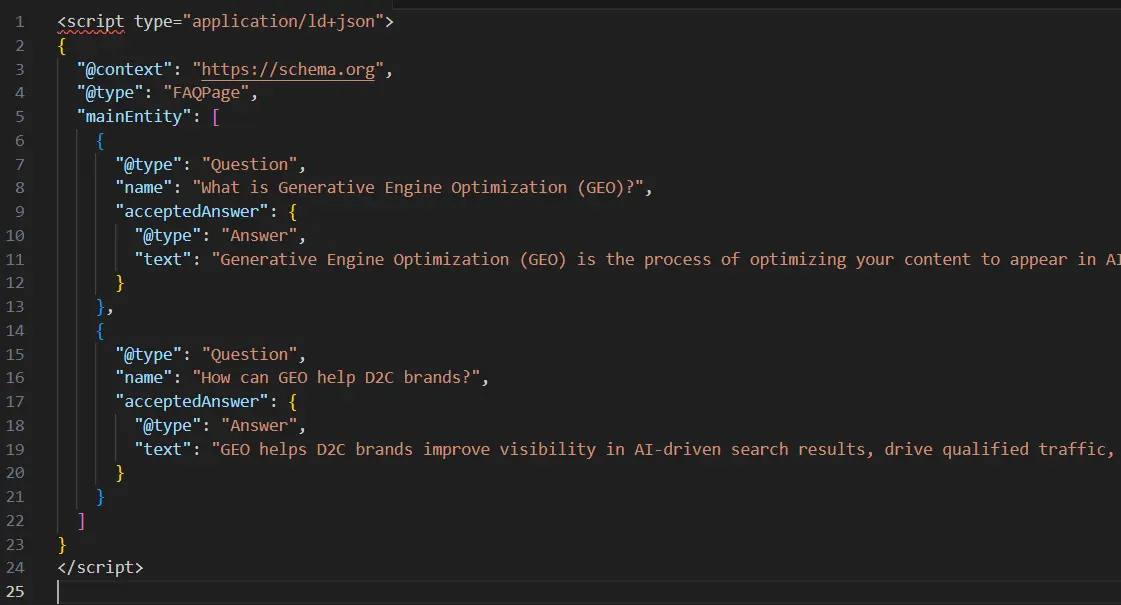 1 <script type="application/ld+json">
2 {
3 "@context": "https://schema.org",
4 "@type": "FAQPage",
5 "mainEntity": [
6 {
7 "@type": "Question",
8 "name": "What is Generative Engine Optimization (GEO)?",
9 "acceptedAnswer": {
10 "@type": "Answer",
11 "text": "Generative Engine Optimization (GEO) is the process of optimizing your content to appear in AI
12 }
13 },
14 {
15 "@type": "Question",
16 "name": "How can GEO help D2C brands?",
17 "acceptedAnswer": {
18 "@type": "Answer",
19 "text": "GEO helps D2C brands improve visibility in AI-driven search results, drive qualified traffic,
20 }
21 }
22 ]
23 }
24 </script>
25